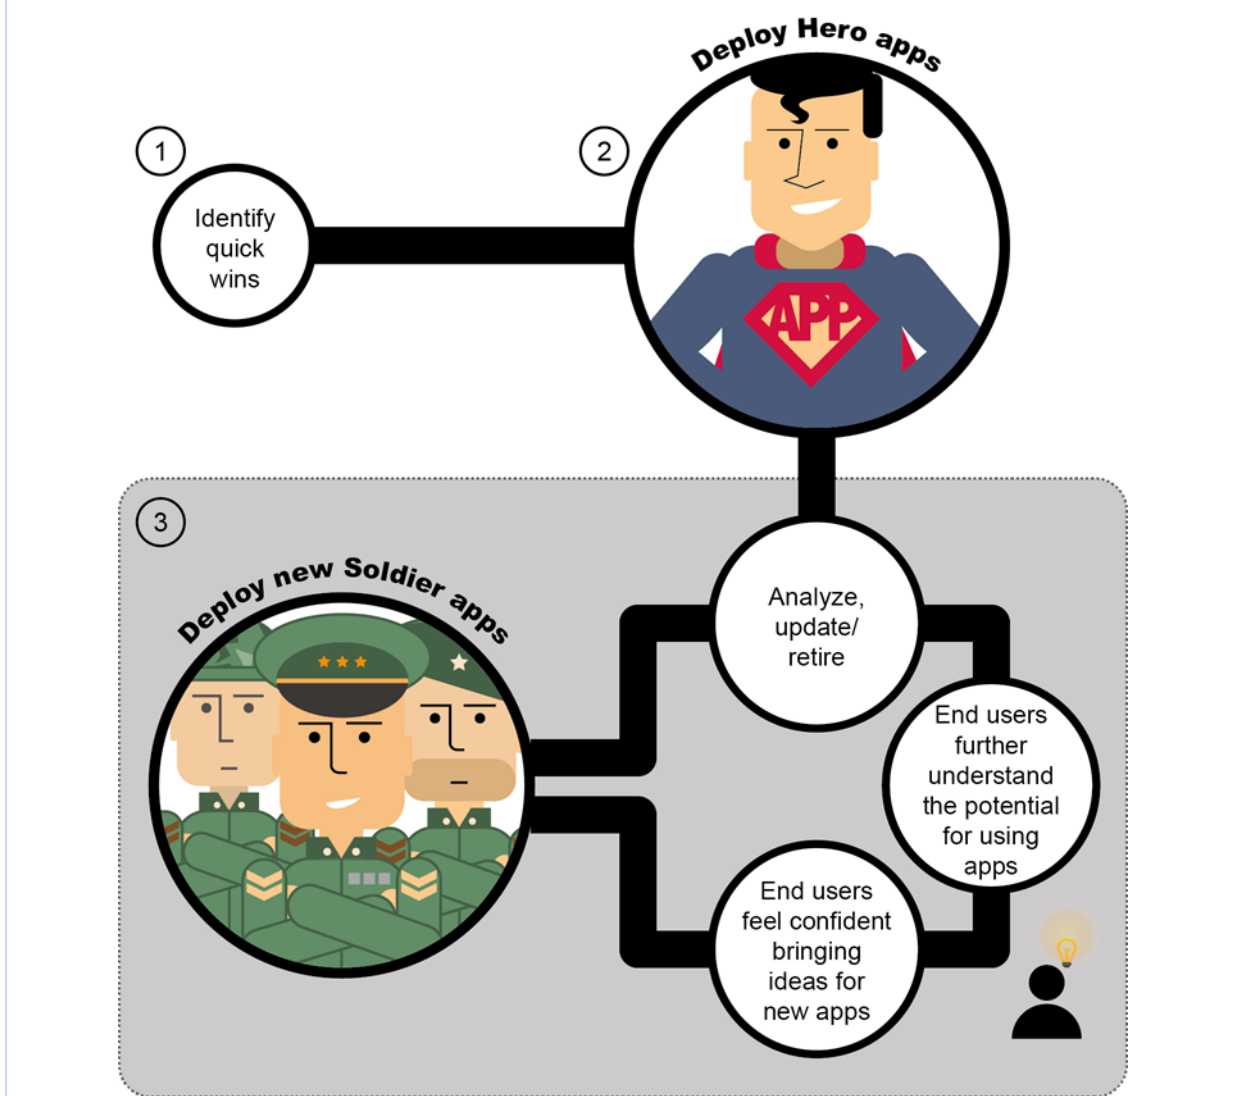 Deploy Hero apps
1
2
Identify
quick
wins
APP
3
Deploy new Soldier apps
Analyze,
update/
retire
End users
further
understand
the potential
for using
apps
End users
feel confident
bringing
ideas for
new apps